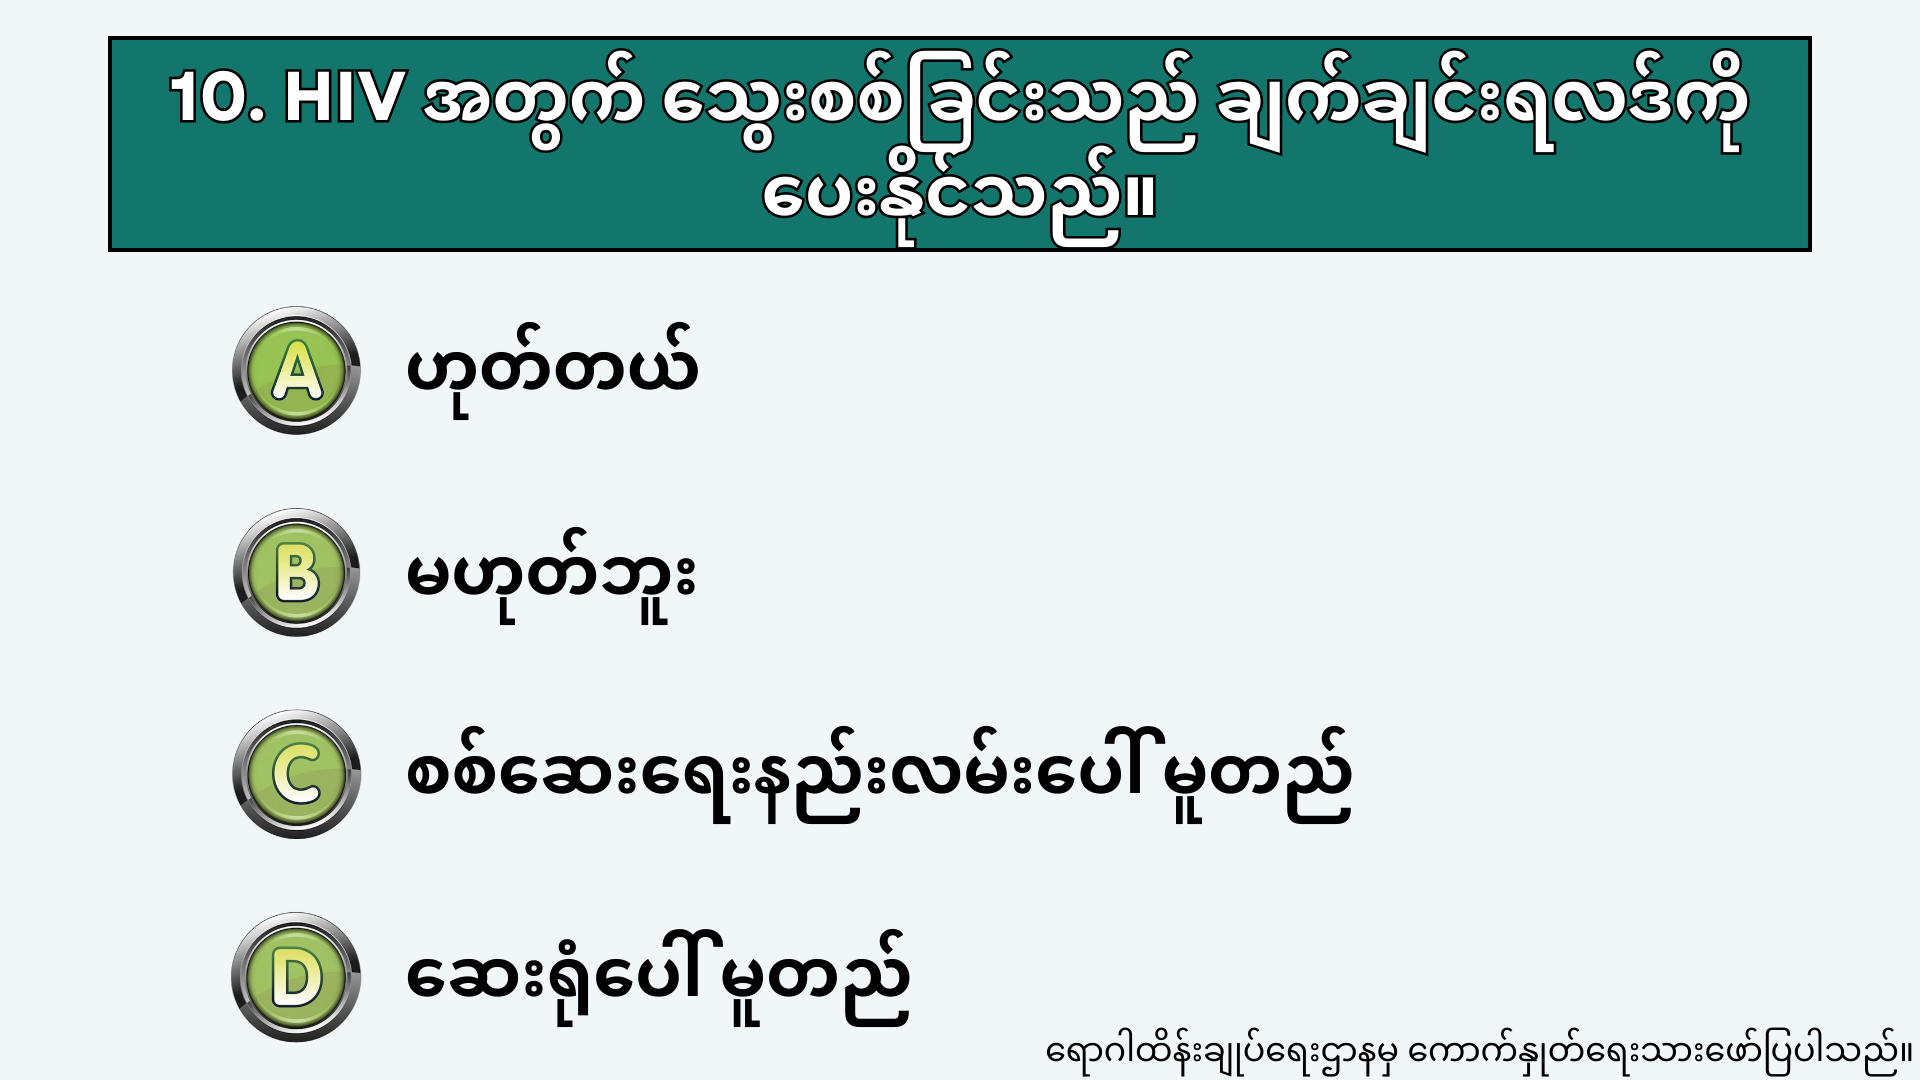 10. HIV အတွက် သွေးစစ်ခြင်းသည် ချက်ချင်းရလဒ်ကို
ပေးနိုင်သည်။
A ဟုတ်တယ်
B မဟုတ်ဘူး
C စစ်ဆေးရေးနည်းလမ်းပေါ် မူတည်
D ဆေးရုံပေါ် မူတည်
ရောဂါထိန်းချုပ်ရေးဌာနမှ ကောက်နှုတ်ရေးသားဖော်ပြပါသည်။